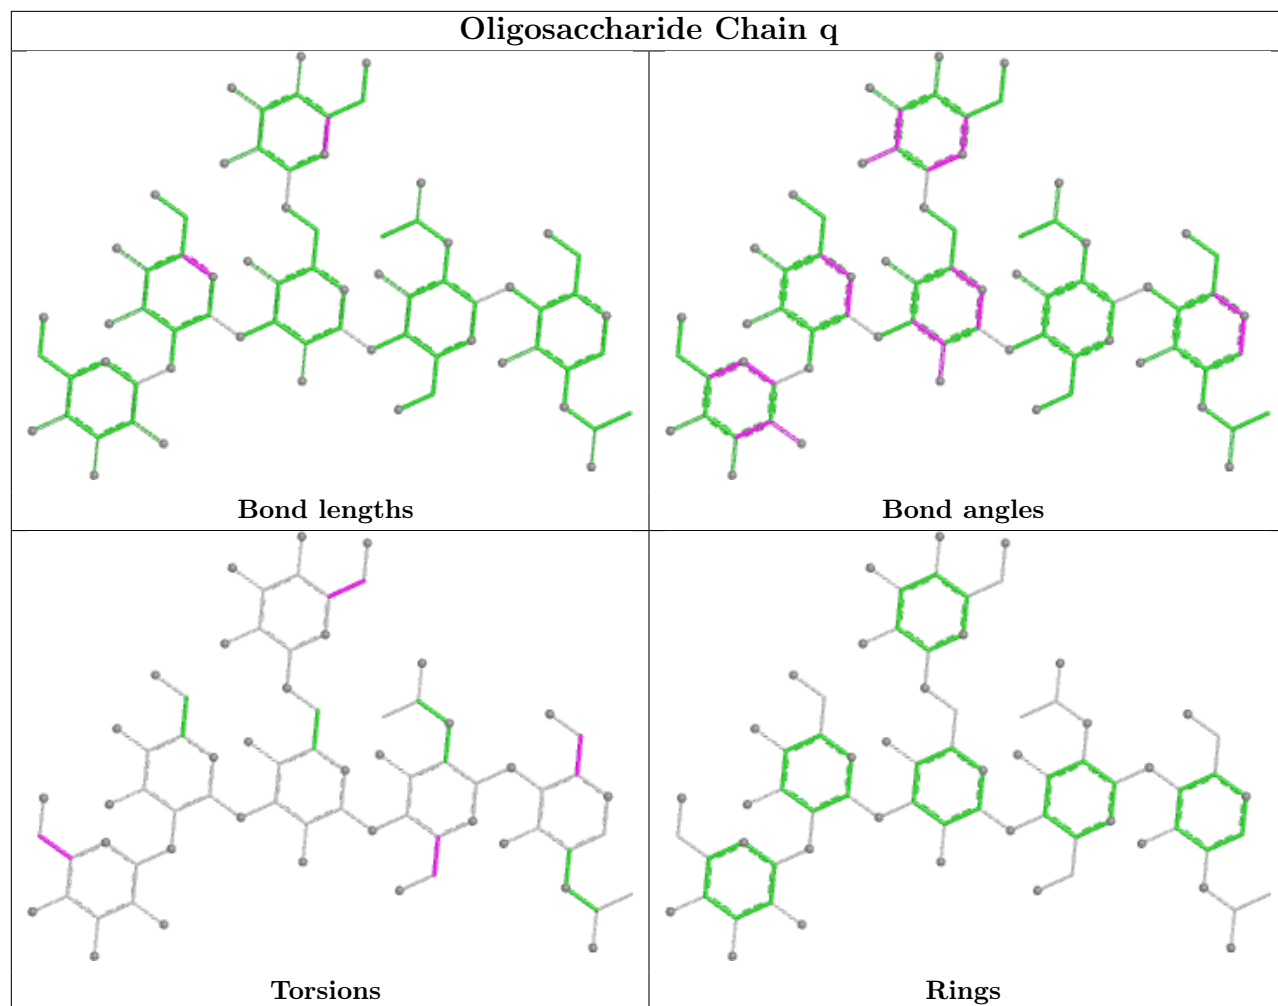 Oligosaccharide Chain q
Bond lengths
Bond angles
Torsions
Rings